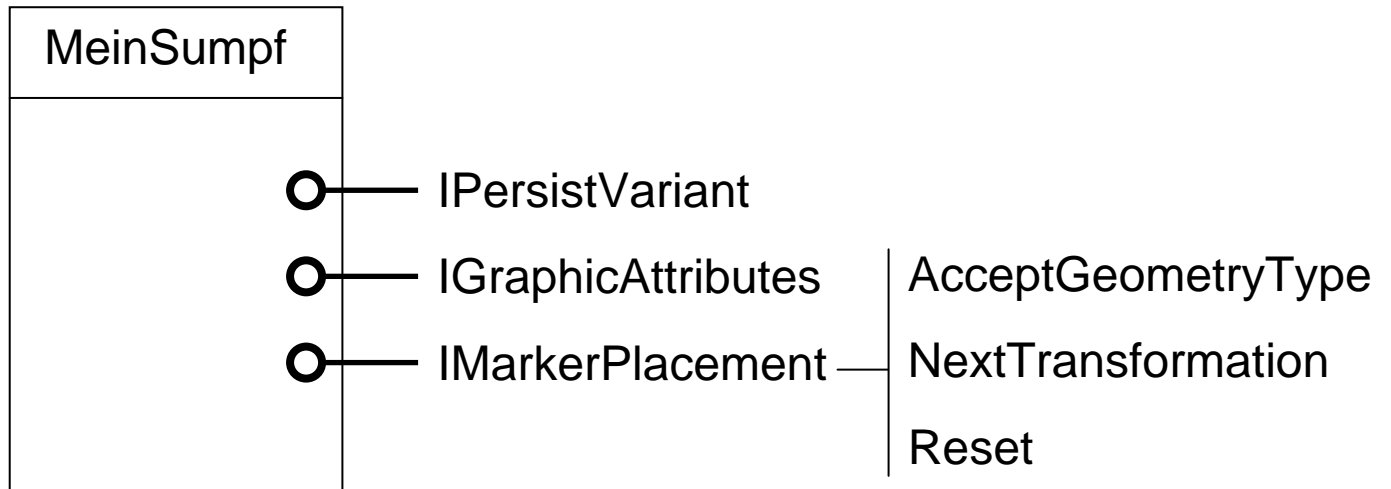 MeinSumpf
IPersistVariant
IGraphicAttributes
IMarkerPlacement
AcceptGeometryType
NextTransformation
Reset